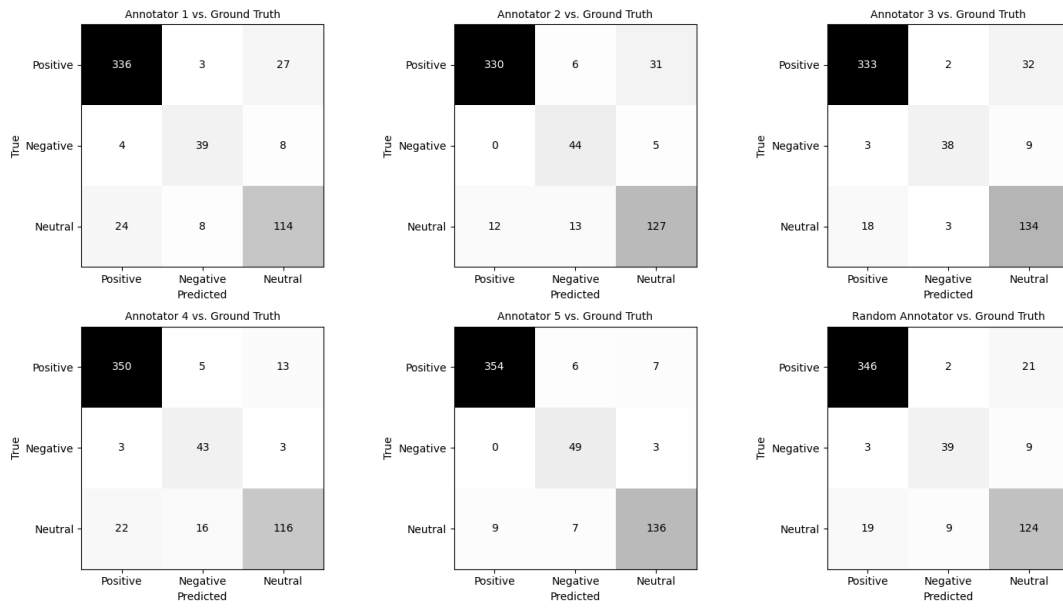 Annotator 1 vs. Ground Truth
Positive
336 3 27
Negative
4 39 8
Neutral
24 8 114
True
Positive Negative Neutral
Predicted
Annotator 2 vs. Ground Truth
Positive
330 6 31
Negative
0 44 5
Neutral
12 13 127
True
Positive Negative Neutral
Predicted
Annotator 3 vs. Ground Truth
Positive
333 2 32
Negative
3 38 9
Neutral
18 3 134
True
Positive Negative Neutral
Predicted
Annotator 4 vs. Ground Truth
Positive
350 5 13
Negative
3 43 3
Neutral
22 16 116
True
Positive Negative Neutral
Predicted
Annotator 5 vs. Ground Truth
Positive
354 6 7
Negative
0 49 3
Neutral
9 7 136
True
Positive Negative Neutral
Predicted
Random Annotator vs. Ground Truth
Positive
346 2 21
Negative
3 39 9
Neutral
19 9 124
True
Positive Negative Neutral
Predicted